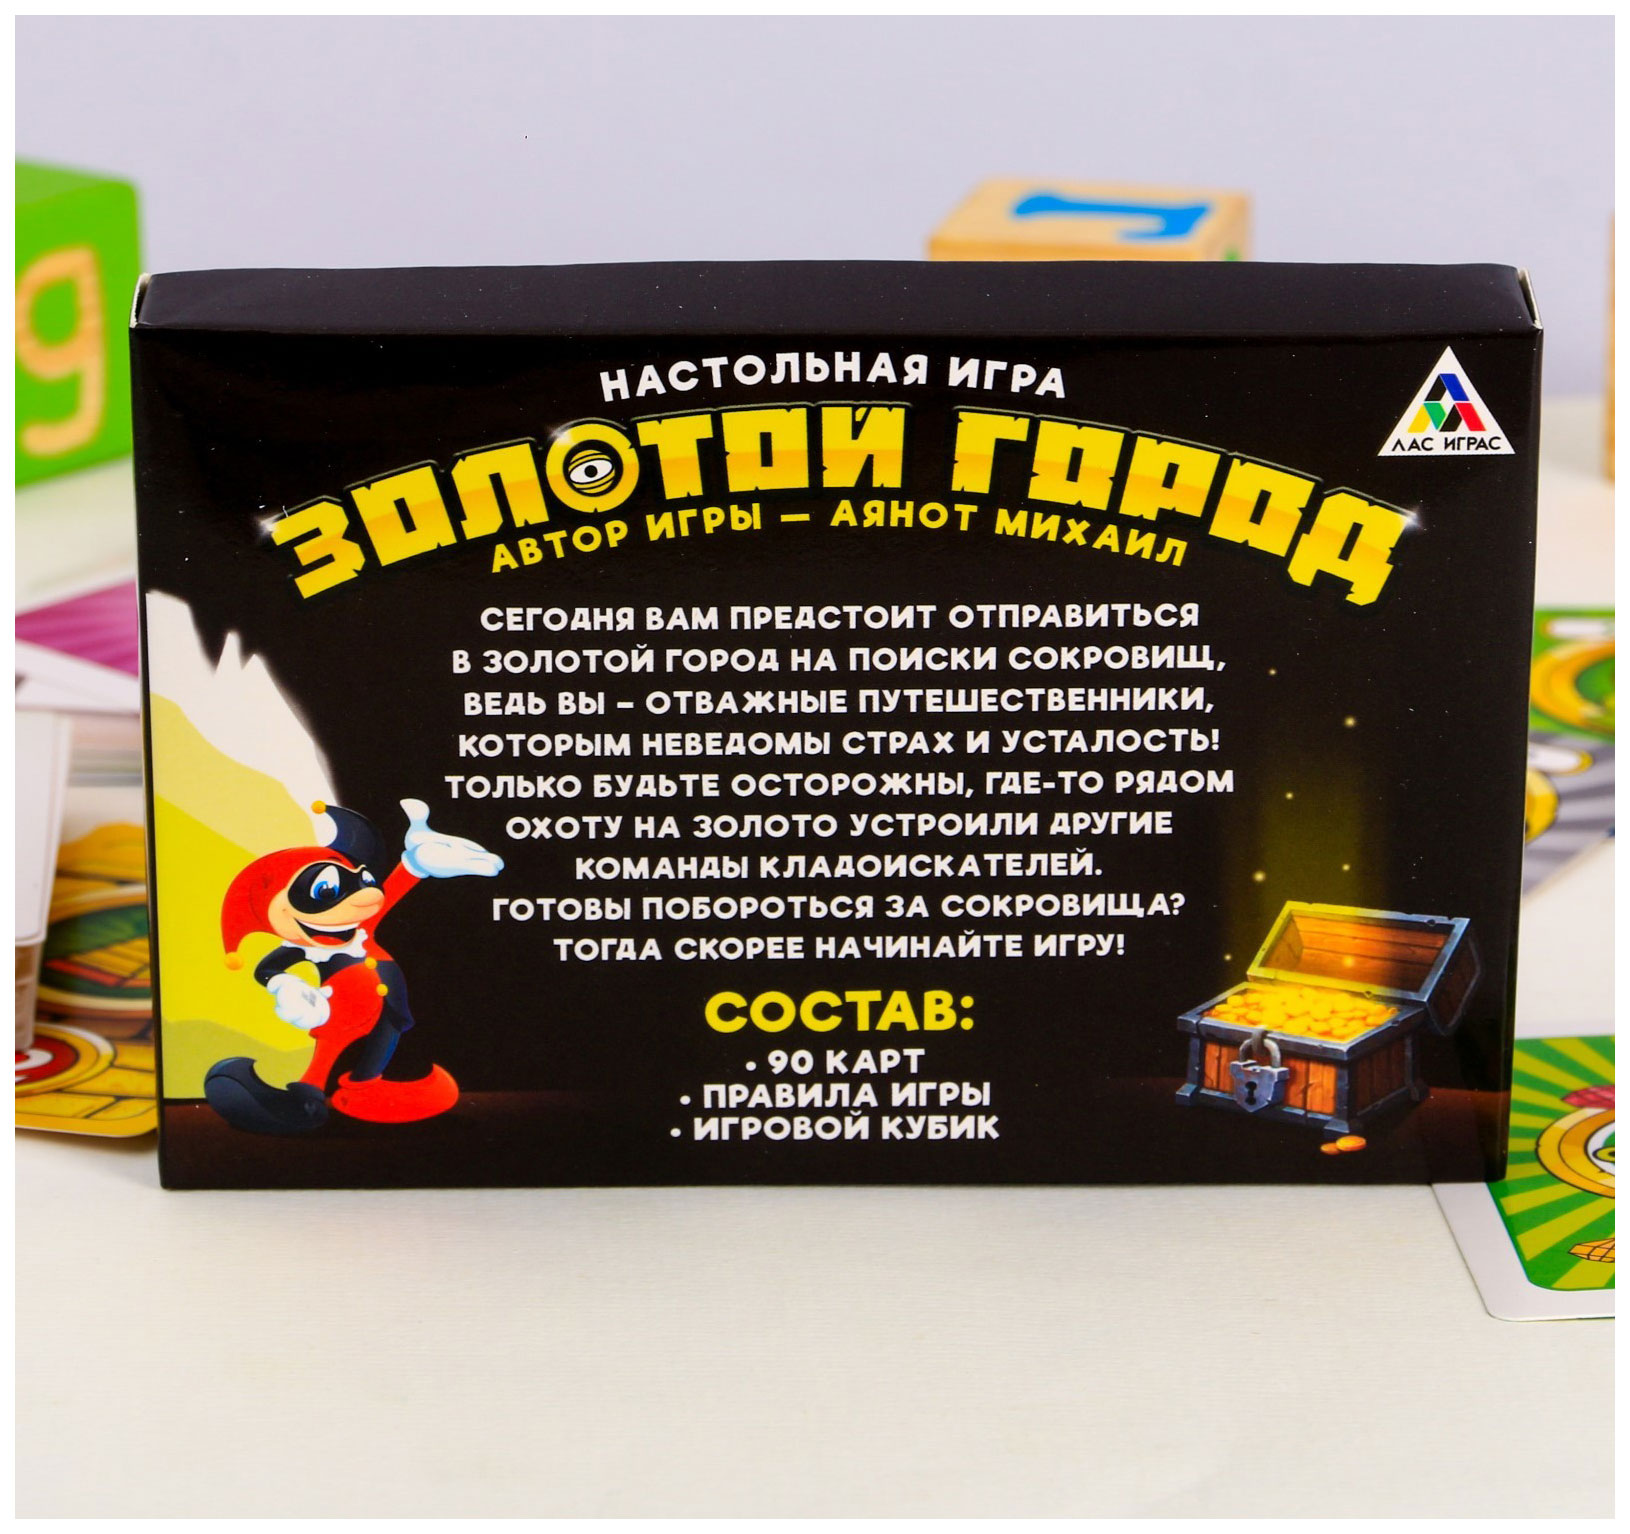 НАСТОЛЬНАЯ ИГРА
ЗОЛОТОЙ ГОРОД
АВТОР ИГРЫ – АЯНОТ МИХАИЛ
ЛАС ИГРАС
СЕГОДНЯ ВАМ ПРЕДСТОИТ ОТПРАВИТЬСЯ
В ЗОЛОТОЙ ГОРОД НА ПОИСКИ СОКРОВИЩ,
ВЕДЬ ВЫ – ОТВАЖНЫЕ ПУТЕШЕСТВЕННИКИ,
КОТОРЫМ НЕВЕДОМЫ СТРАХ И УСТАЛОСТЬ!
ТОЛЬКО БУДЬТЕ ОСТОРОЖНЫ, ГДЕ-ТО РЯДОМ
ОХОТУ НА ЗОЛОТО УСТРОИЛИ ДРУГИЕ
КОМАНДЫ КЛАДОИСКАТЕЛЕЙ.
ГОТОВЫ ПОБОРОТЬСЯ ЗА СОКРОВИЩА?
ТОГДА СКОРЕЕ НАЧИНАЙТЕ ИГРУ!
СОСТАВ:
• 90 КАРТ
• ПРАВИЛА ИГРЫ
• ИГРОВОЙ КУБИК